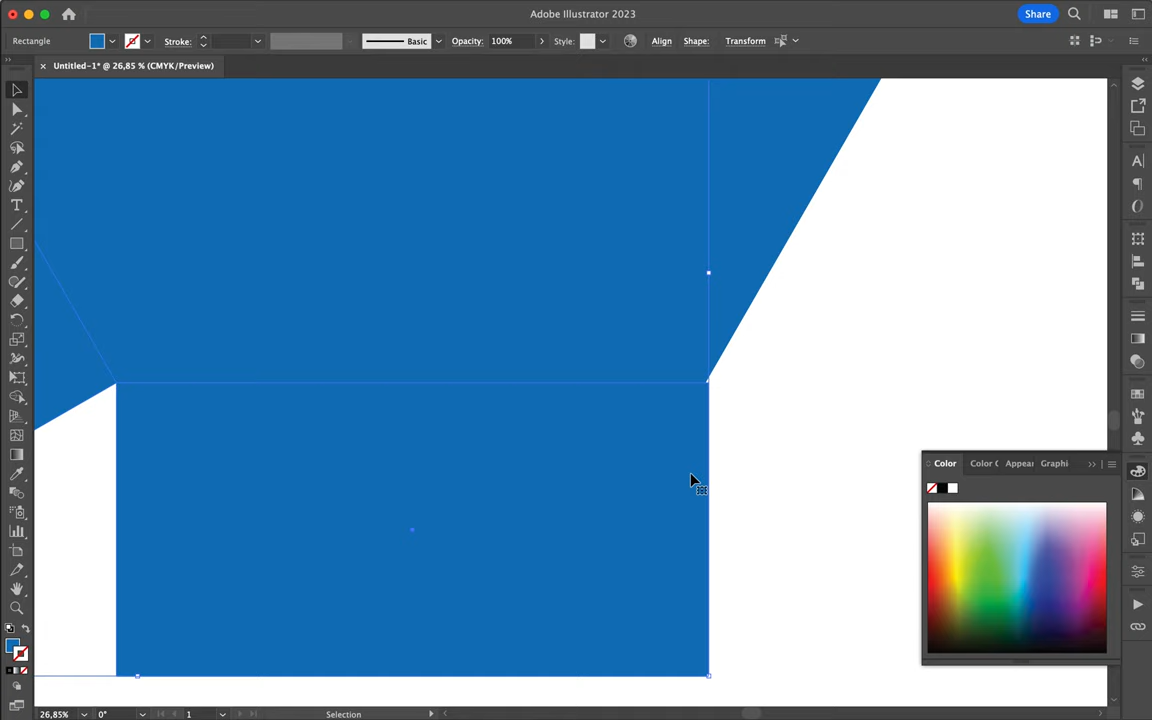 Adobe Illustrator 2023
Share
Rectangle
Stroke:
Basic
Opacity:
100%
Style:
Align
Shape:
Transform
Untitled-1* @ 26,85 % (CMYK/Preview)
Color
Color C
Appear
Graphi
26,85%
0°
1
Selection